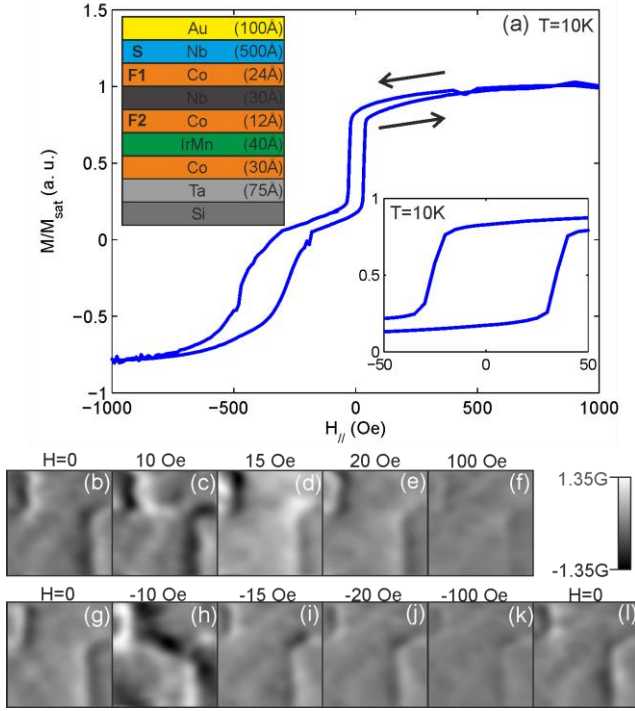 1.5
1
0.5
0
−0.5
−1
M/Msat (a. u.)
(a) T=10K
Au (100Å)
S Nb (500Å)
F1 Co (24Å)
Nb (30Å)
F2 Co (12Å)
IrMn (40Å)
Co (30Å)
Ta (75Å)
Si
T=10K
1
0.5
0
−50 0 50
−1000 −500 0 500 1000
H// (Oe)
H=0 10 Oe 15 Oe 20 Oe 100 Oe
(b) (c) (d) (e) (f)
1.35G
-1.35G
H=0 -10 Oe -15 Oe -20 Oe -100 Oe H=0
(g) (h) (i) (j) (k) (l)